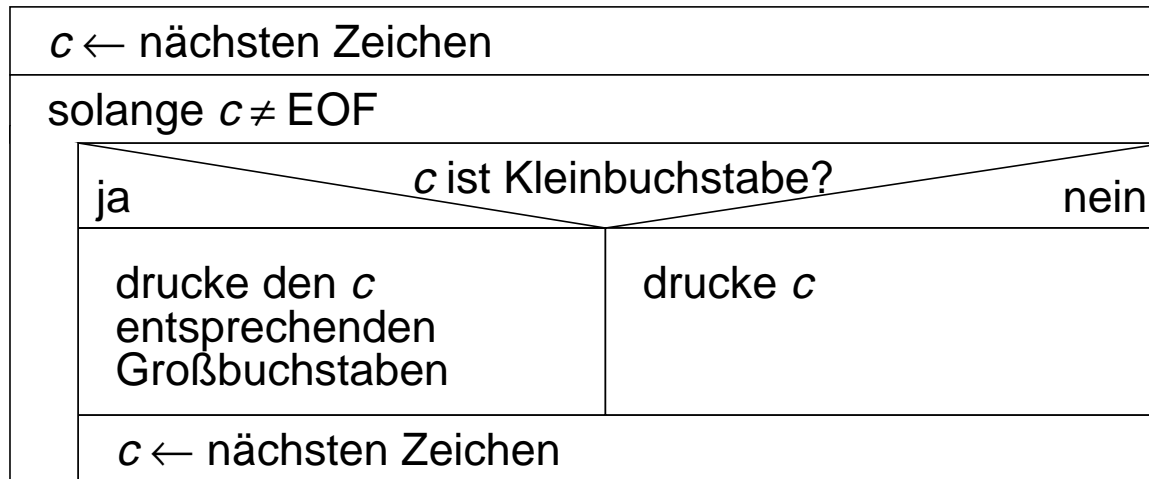 c ← nächsten Zeichen
solange c ≠ EOF
c ist Kleinbuchstabe?
ja
nein
drucke den c
entsprechenden
Großbuchstaben
drucke c
c ← nächsten Zeichen